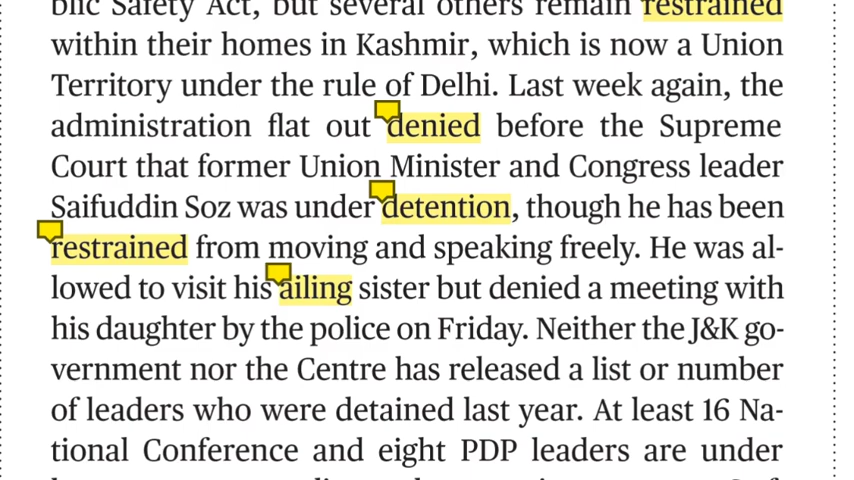 blic Safety Act, but several others remain restrained
within their homes in Kashmir, which is now a Union
Territory under the rule of Delhi. Last week again, the
administration flat out denied before the Supreme
Court that former Union Minister and Congress leader
Saifuddin Soz was under detention, though he has been
restrained from moving and speaking freely. He was al-
lowed to visit his ailing sister but denied a meeting with
his daughter by the police on Friday. Neither the J&K go-
vernment nor the Centre has released a list or number
of leaders who were detained last year. At least 16 Na-
tional Conference and eight PDP leaders are under